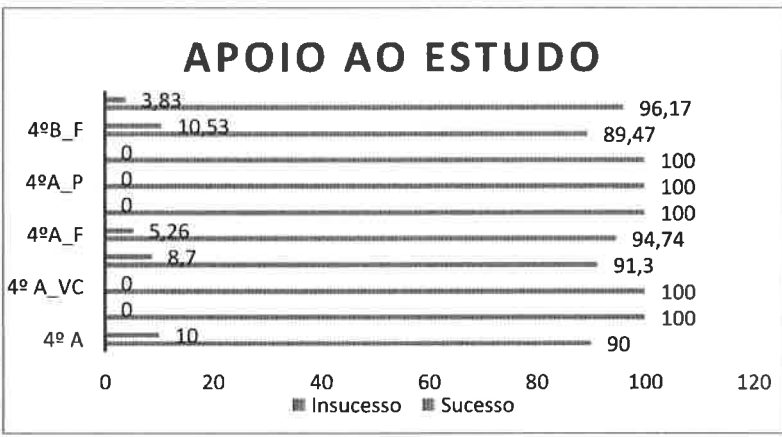 APOIO AO ESTUDO
3,83
96,17
4ºB_F
10,53
89,47
0
100
4ºA_P
0
100
0
100
4ºA_F
5,26
94,74
8,7
91,3
4º A_VC
0
100
0
100
4º A
10
90
0 20 40 60 80 100 120
Insucesso Sucesso